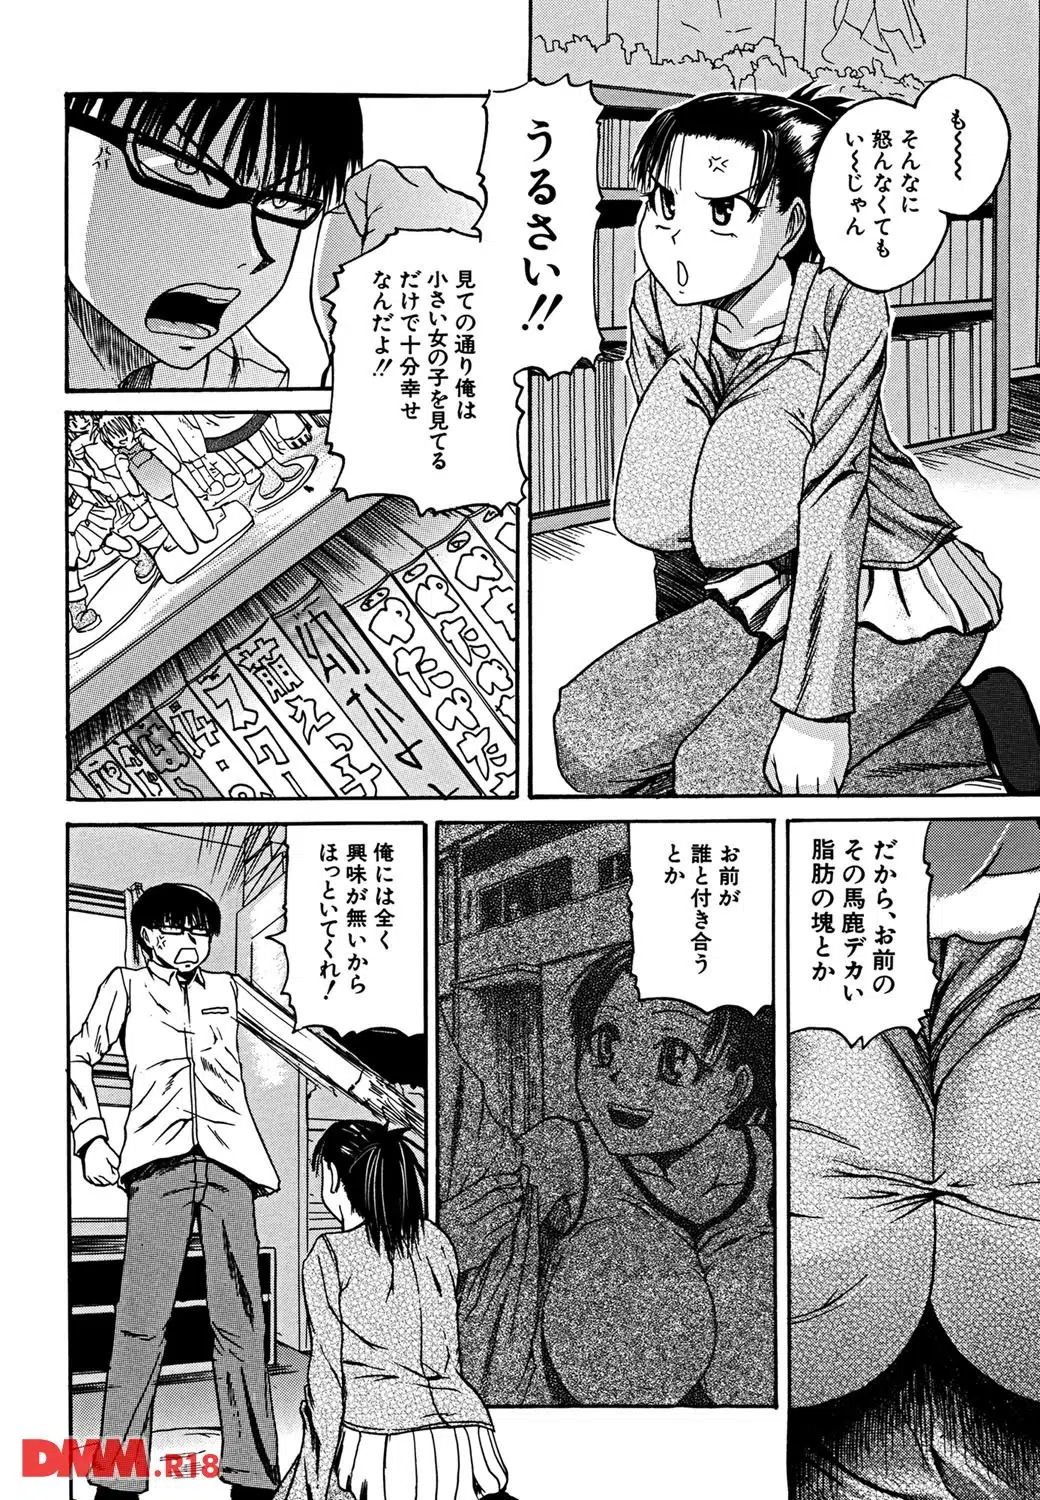 も〜〜〜〜
そんなに
怒んなくても
い〜じゃん
うるさい!!
見ての通り俺は
小さい女の子を見てる
だけで十分幸せ
なんだよ!!
だから、お前の
その馬鹿デカい
脂肪の塊とか
お前が
誰と付き合う
とか
俺には全く
興味が無いから
ほっといてくれ!
DMM.R18